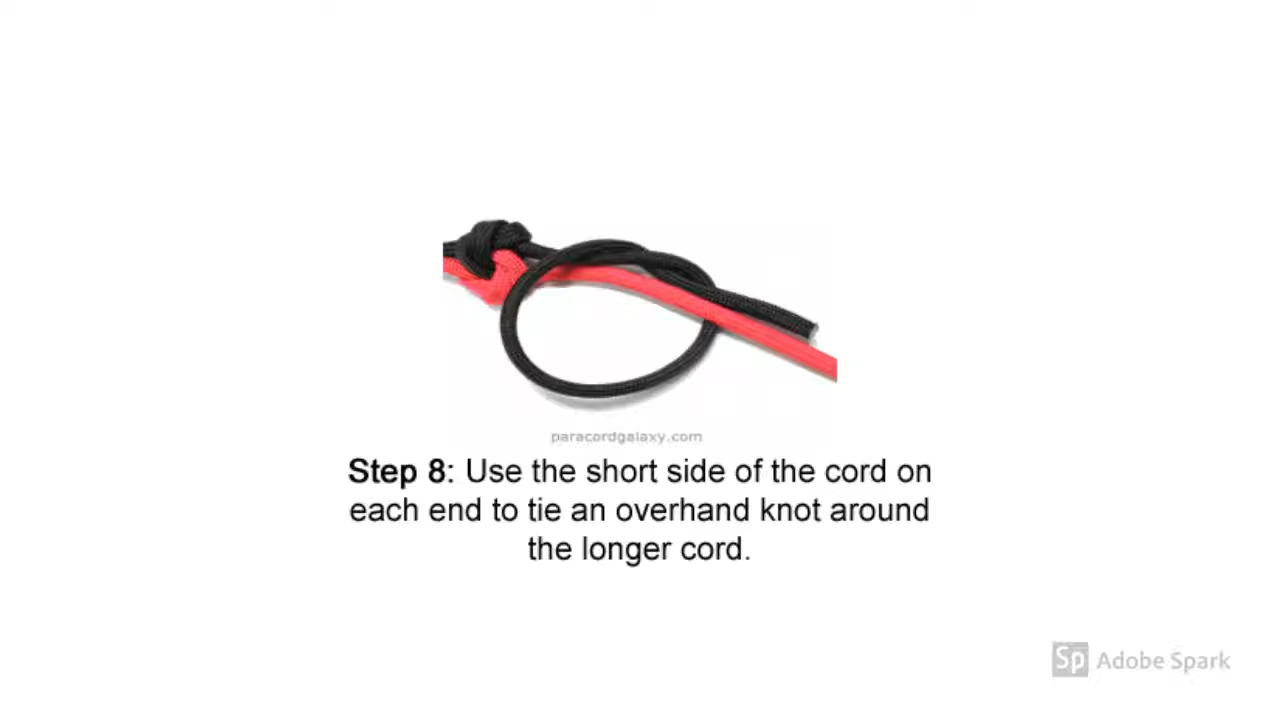 paracordgalaxy.com
Step 8: Use the short side of the cord on
each end to tie an overhand knot around
the longer cord.
Sp Adobe Spark